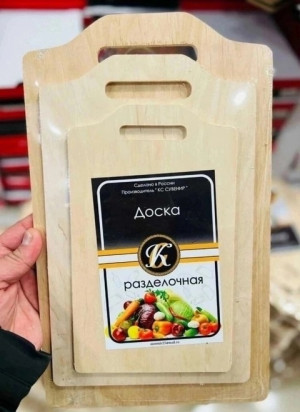 Сделано в России
Производитель "КС СУВЕНИР"
Доска
КС
разделочная